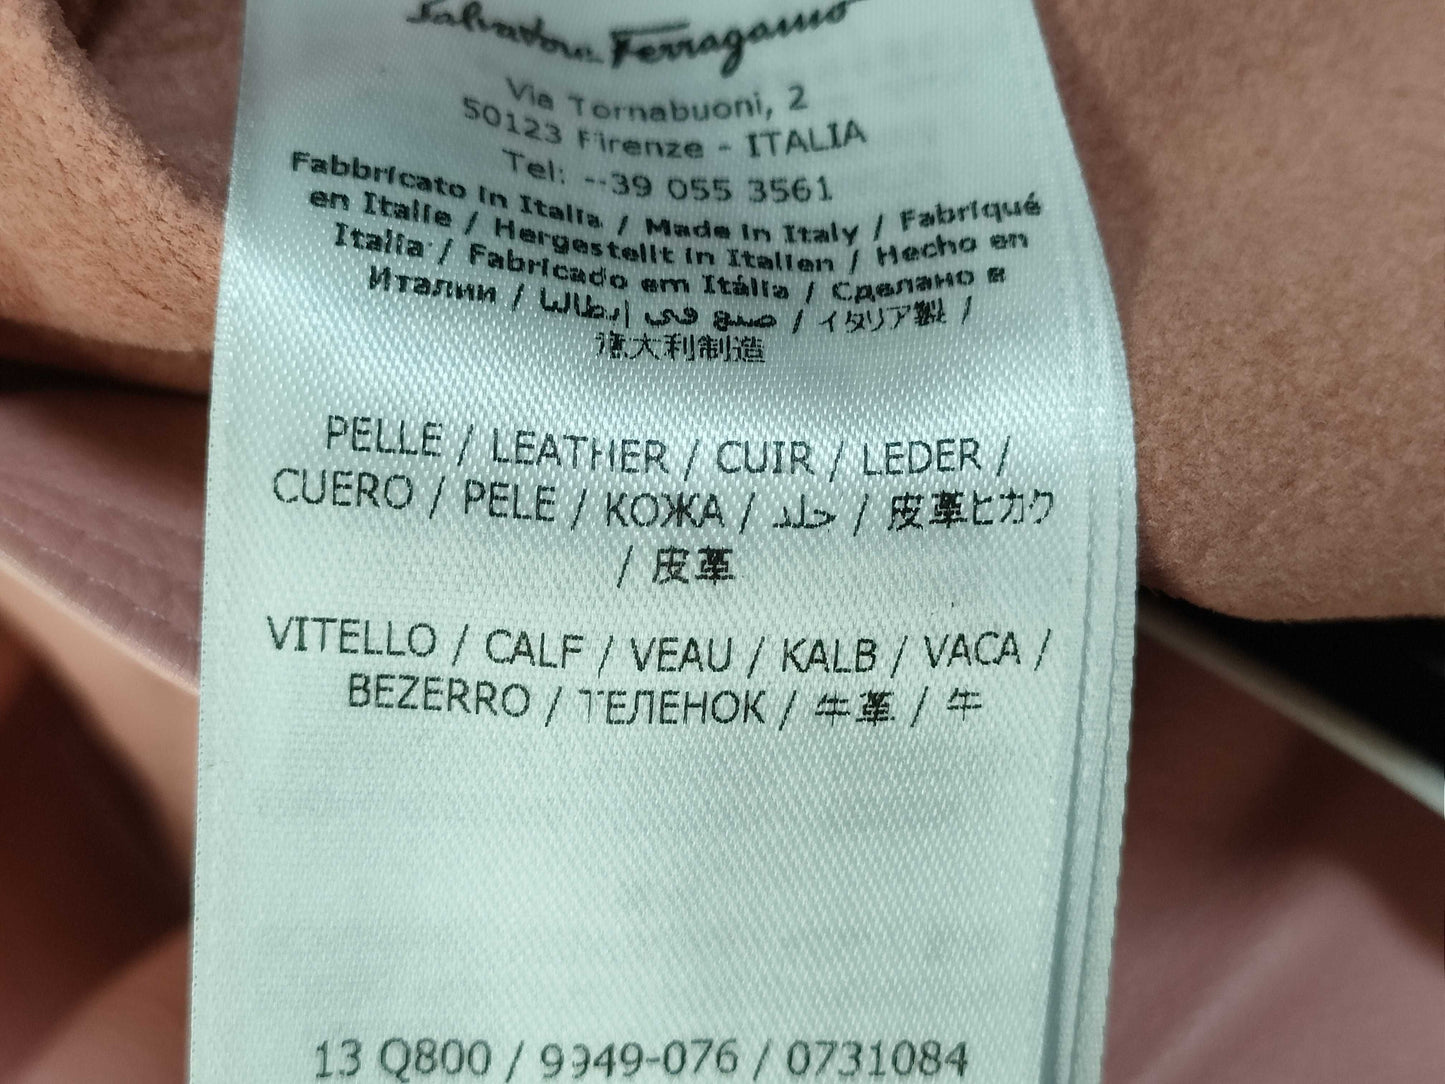 Salvatore Ferragamo
Via Tornabuoni, 2
50123 Firenze - ITALIA
Tel: --39 055 3561
Fabbricato in Italia / Made in Italy / Fabriqué
en Italie / Hergestellt in Italien / Hecho en
Italia / Fabricado em Itália / Сделано в
Италии / صنع في إيطاليا / イタリア製 /
意大利制造
PELLE / LEATHER / CUIR / LEDER /
CUERO / PELE / КОЖА / جلد / 皮革ヒカク
/ 皮革
VITELLO / CALF / VEAU / KALB / VACA /
BEZERRO / ТЕЛЕНОК / 牛革 / 牛
13 Q800 / 9949-076 / 0731084